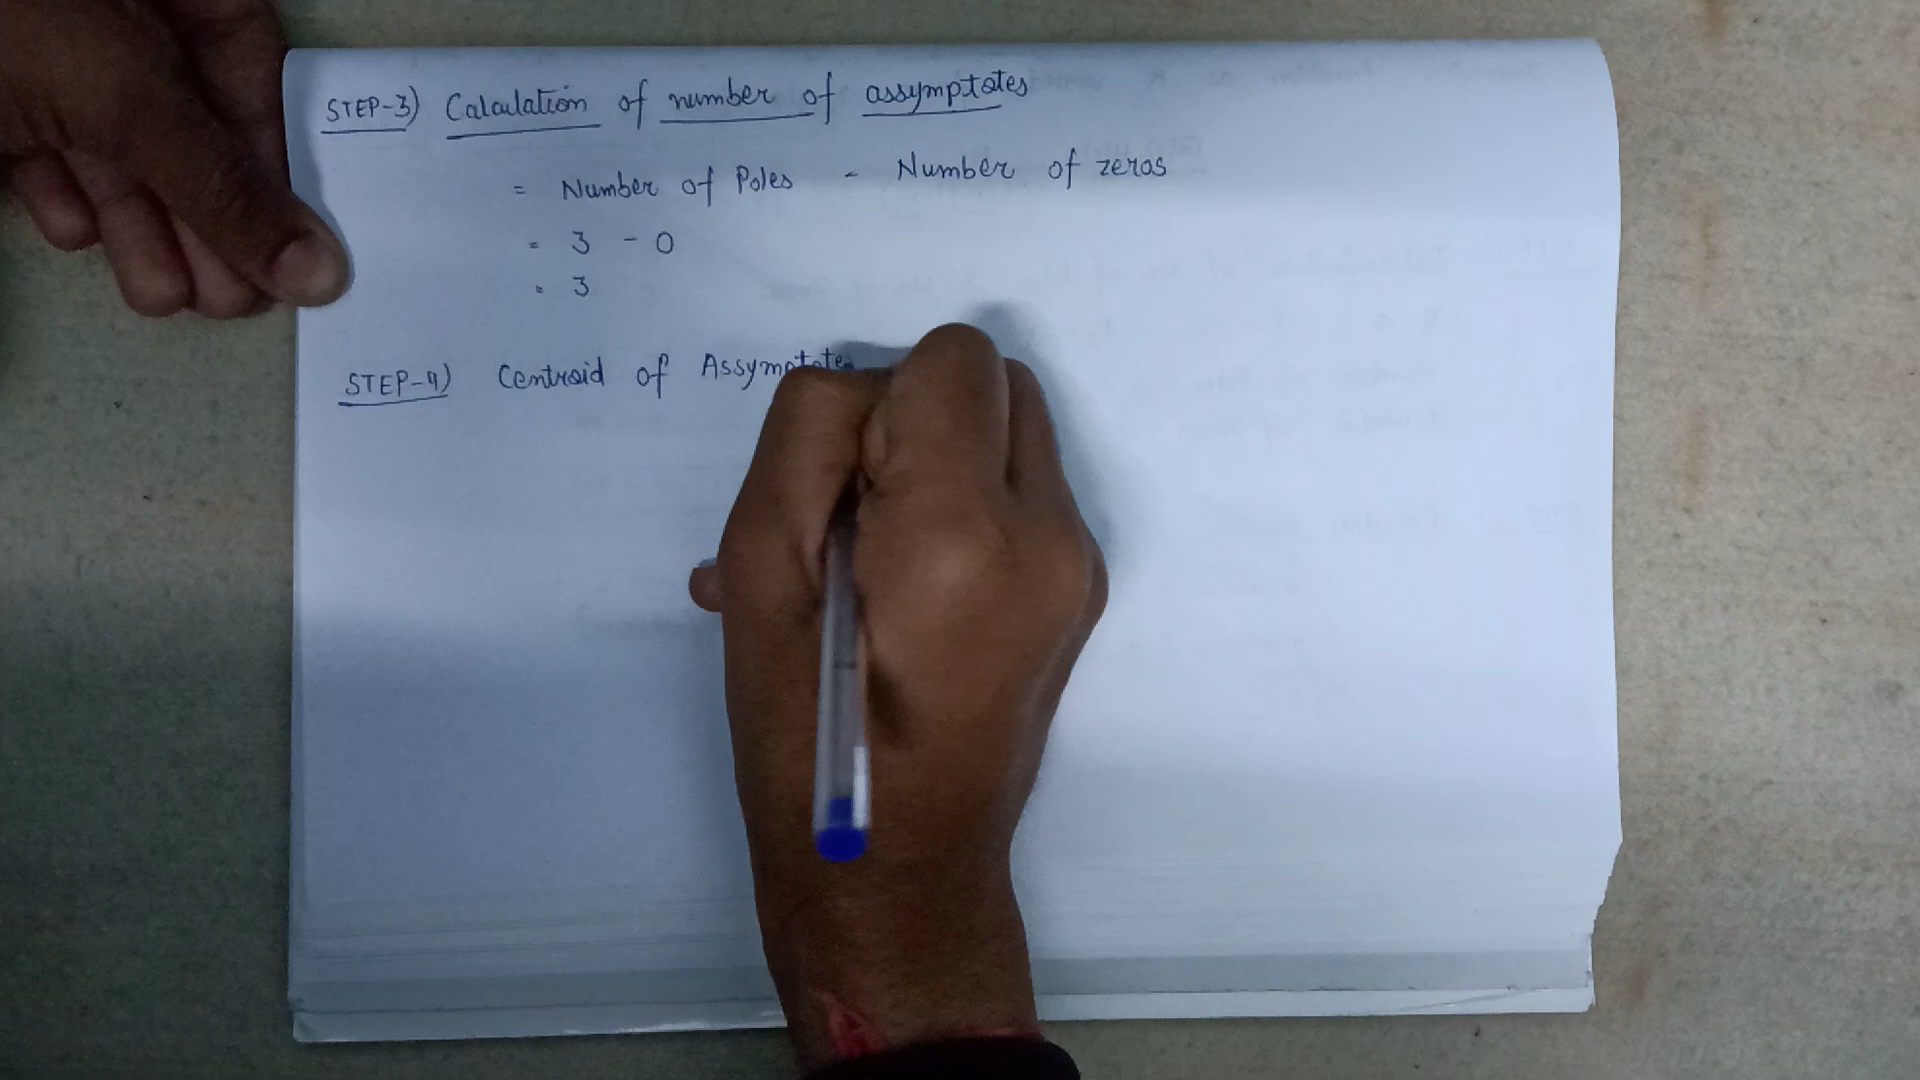 STEP-3) Calculation of number of assymptotes
= Number of Poles - Number of zeros
= 3 - 0
= 3
STEP-4) Centroid of Assymptotes